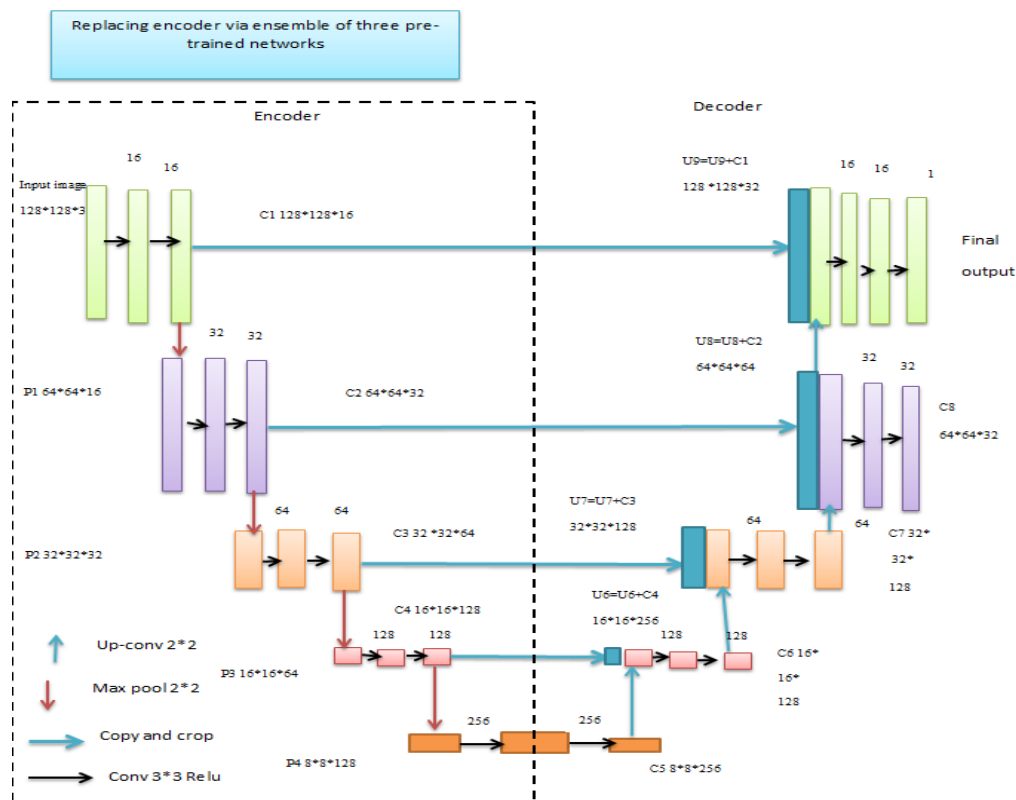 Replacing encoder via ensemble of three pre-
trained networks
Encoder
Decoder
Input image
128*128*3
16
16
C1 128*128*16
U9=U9+C1
128 *128*32
16
16
1
Final
output
P1 64*64*16
32
32
C2 64*64*32
U8=U8+C2
64*64*64
32
32
C8
64*64*32
P2 32*32*32
64
64
C3 32 *32*64
U7=U7+C3
32*32*128
64
64
C7 32*
32*
128
P3 16*16*64
128
128
C4 16*16*128
U6=U6+C4
16*16*256
128
128
C6 16*
16*
128
P4 8*8*128
256
256
C5 8*8*256
Up-conv 2*2
Max pool 2*2
Copy and crop
Conv 3*3 Relu